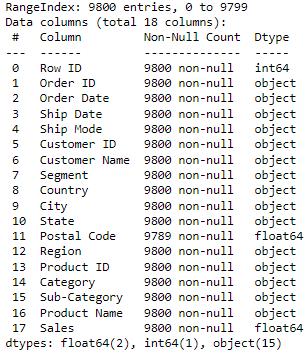 RangeIndex: 9800 entries, 0 to 9799
Data columns (total 18 columns):
 #   Column         Non-Null Count  Dtype
---  ------         --------------  -----
 0   Row ID         9800 non-null   int64
 1   Order ID       9800 non-null   object
 2   Order Date     9800 non-null   object
 3   Ship Date      9800 non-null   object
 4   Ship Mode      9800 non-null   object
 5   Customer ID    9800 non-null   object
 6   Customer Name  9800 non-null   object
 7   Segment        9800 non-null   object
 8   Country        9800 non-null   object
 9   City           9800 non-null   object
 10  State          9800 non-null   object
 11  Postal Code    9789 non-null   float64
 12  Region         9800 non-null   object
 13  Product ID     9800 non-null   object
 14  Category       9800 non-null   object
 15  Sub-Category   9800 non-null   object
 16  Product Name   9800 non-null   object
 17  Sales          9800 non-null   float64
dtypes: float64(2), int64(1), object(15)